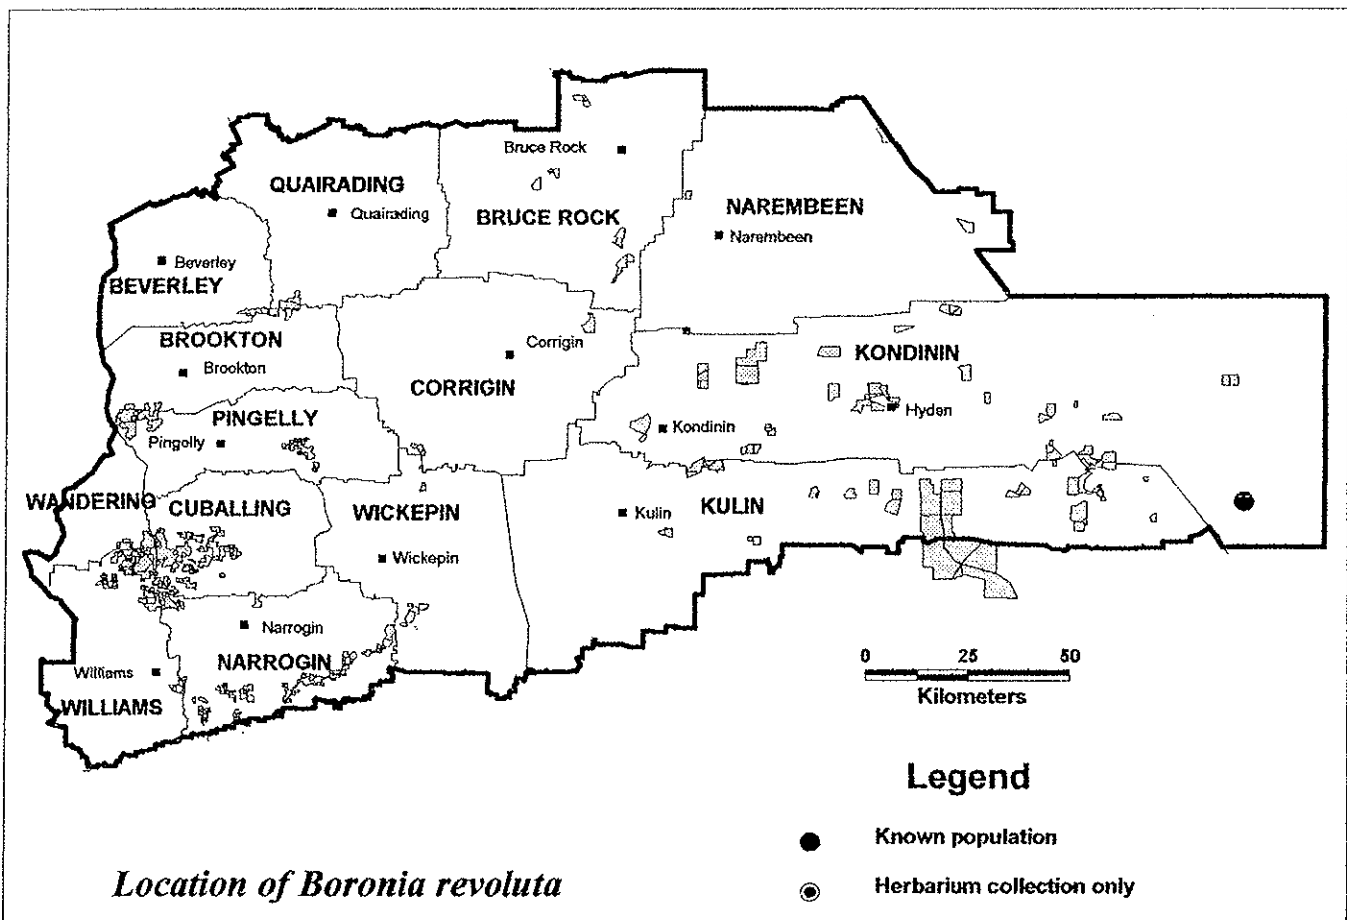 Bruce Rock
QUAIRADING
Quairading
BRUCE ROCK
NAREMBEEN
Narembeen
Beverley
BEVERLEY
BROOKTON
Brookton
Corrigin
CORRIGIN
KONDININ
Hyden
Kondinin
PINGELLY
Pingelly
WANDERING
CUBALLING
WICKEPIN
Wickepin
Kulin
KULIN
Narrogin
NARROGIN
Williams
WILLIAMS
0 25 50
Kilometers
Legend
Known population
Herbarium collection only
Location of Boronia revoluta